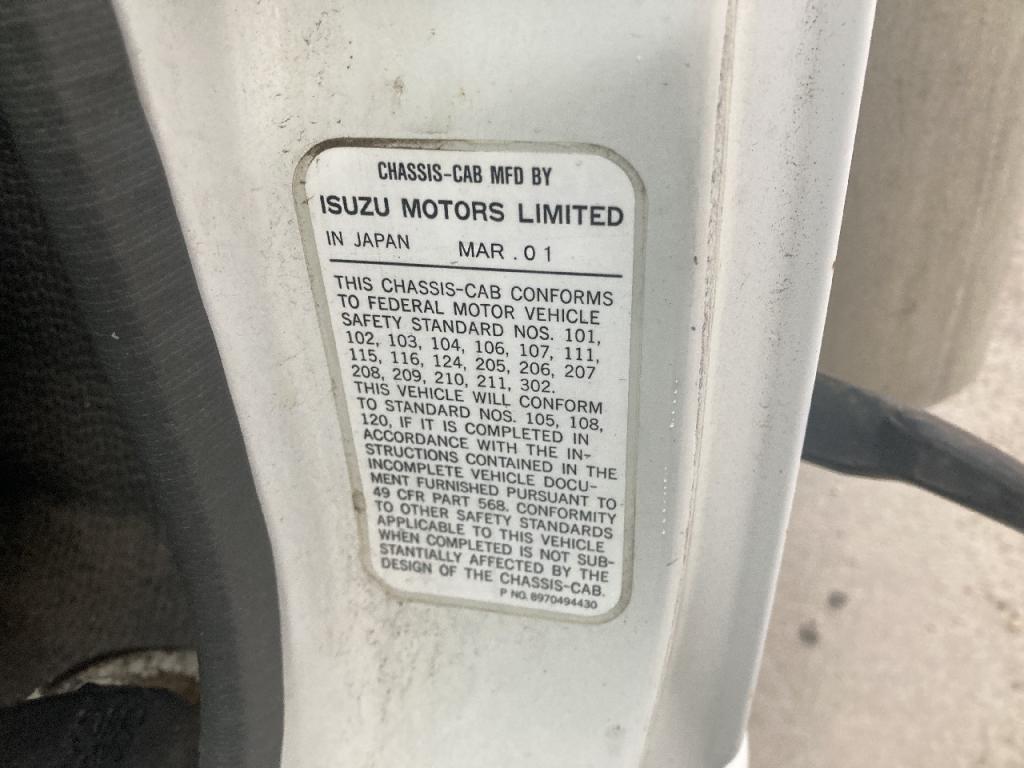 CHASSIS-CAB MFD BY
ISUZU MOTORS LIMITED
IN JAPAN MAR . 0 1
THIS CHASSIS-CAB CONFORMS
TO FEDERAL MOTOR VEHICLE
SAFETY STANDARD NOS. 101,
102, 103, 104, 106, 107, 111,
115, 116, 124, 205, 206, 207
208, 209, 210, 211, 302.
THIS VEHICLE WILL CONFORM
TO STANDARD NOS. 105, 108,
120, IF IT IS COMPLETED IN
ACCORDANCE WITH THE IN-
STRUCTIONS CONTAINED IN THE
INCOMPLETE VEHICLE DOCU-
MENT FURNISHED PURSUANT TO
49 CFR PART 568. CONFORMITY
TO OTHER SAFETY STANDARDS
APPLICABLE TO THIS VEHICLE
WHEN COMPLETED IS NOT SUB-
STANTIALLY AFFECTED BY THE
DESIGN OF THE CHASSIS-CAB.
P NO. 8970494430